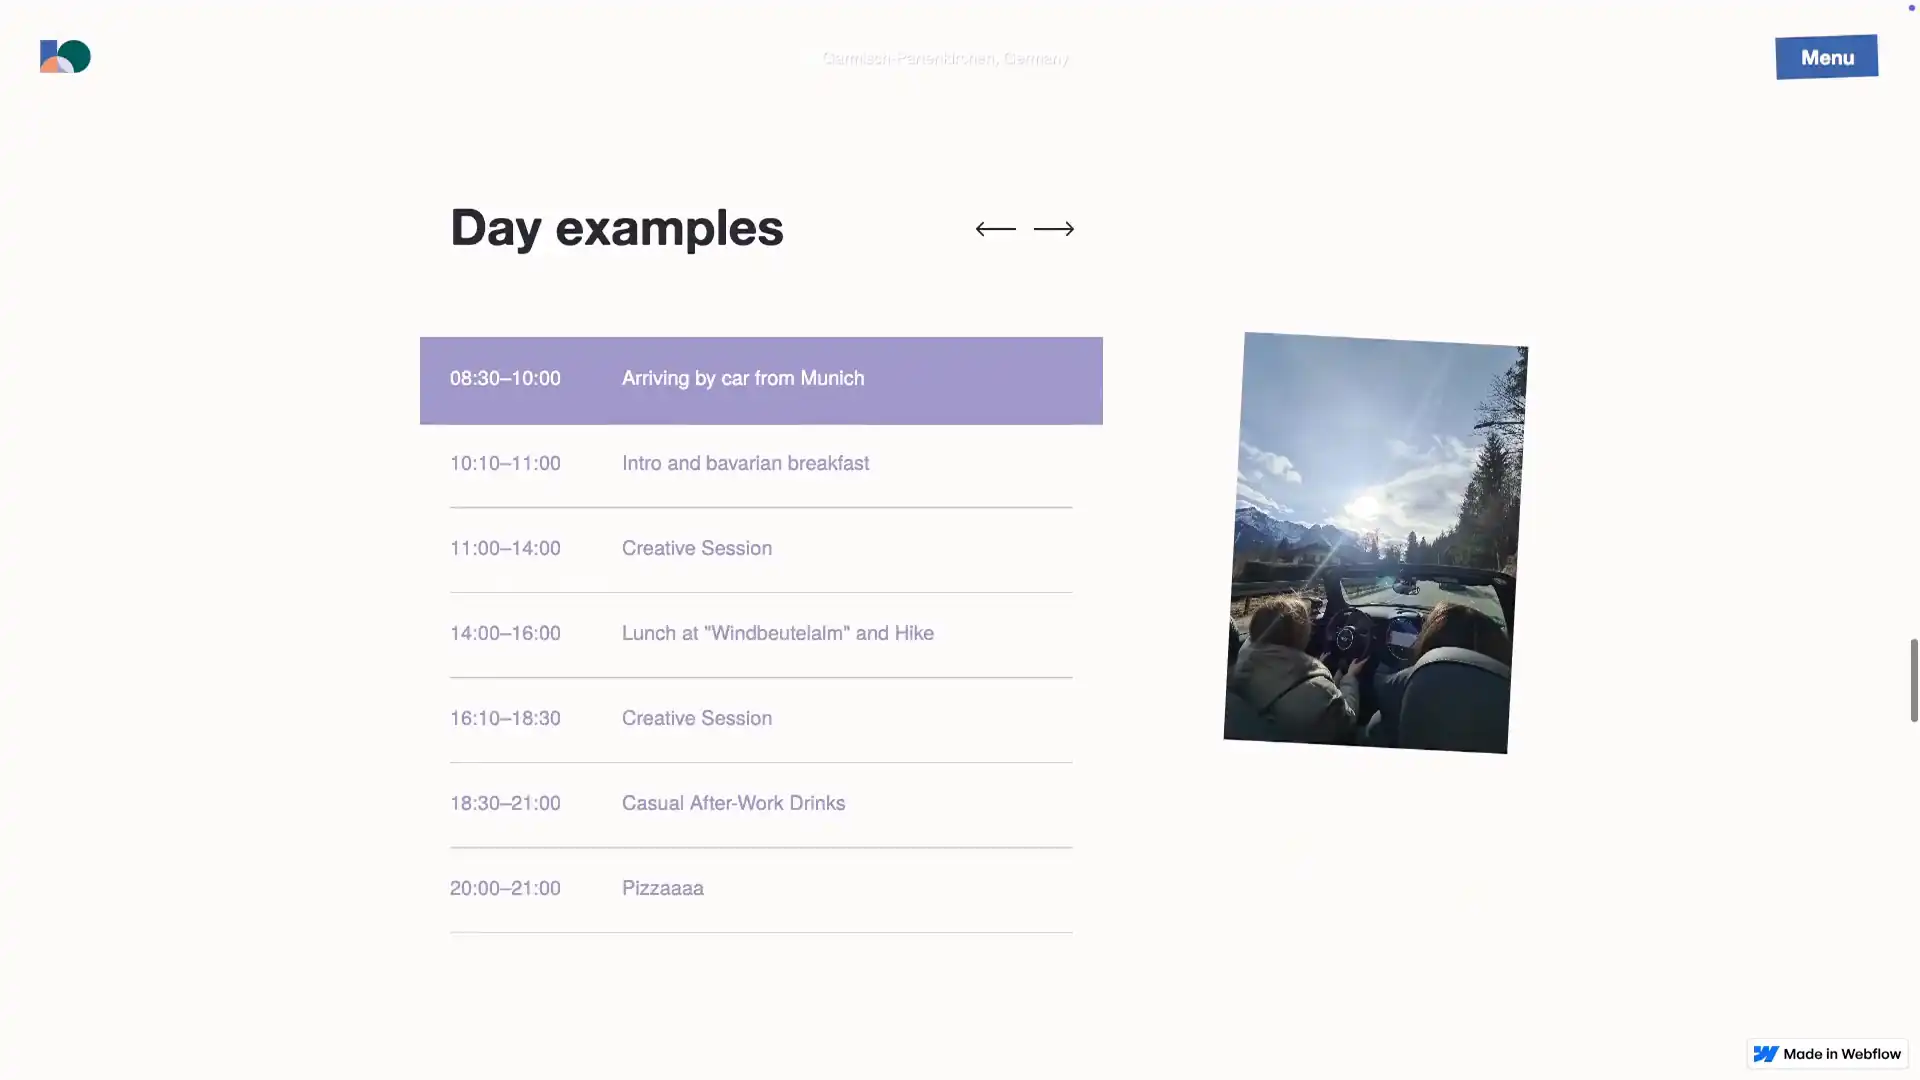 Garmisch-Partenkirchen, Germany
Menu
Day examples
08:30–10:00 Arriving by car from Munich
10:10–11:00 Intro and bavarian breakfast
11:00–14:00 Creative Session
14:00–16:00 Lunch at "Windbeutelalm" and Hike
16:10–18:30 Creative Session
18:30–21:00 Casual After-Work Drinks
20:00–21:00 Pizzaaaa
Made in Webflow